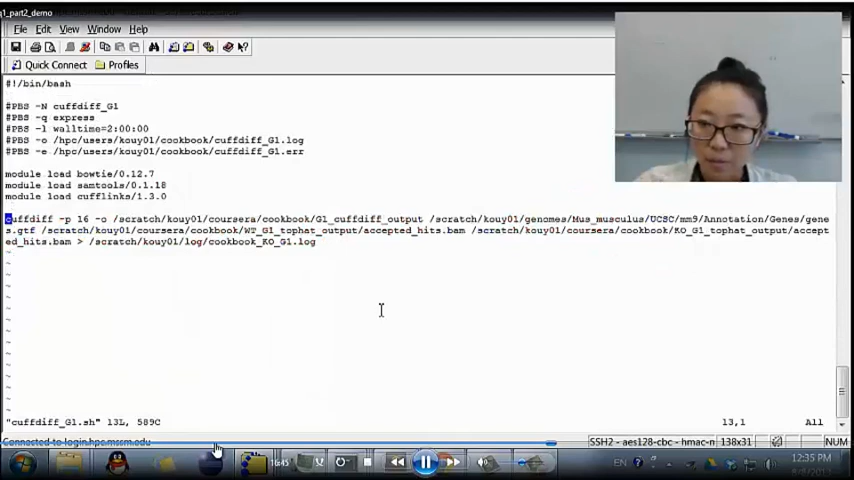 q1_part2_demo
File Edit View Window Help
Quick Connect Profiles
#!/bin/bash
#PBS -N cuffdiff_G1
#PBS -q express
#PBS -l walltime=2:00:00
#PBS -o /hpc/users/kouy01/cookbook/cuffdiff_G1.log
#PBS -e /hpc/users/kouy01/cookbook/cuffdiff_G1.err
module load bowtie/0.12.7
module load samtools/0.1.18
module load cufflinks/1.3.0
cuffdiff -p 16 -o /scratch/kouy01/coursera/cookbook/G1_cuffdiff_output /scratch/kouy01/genomes/Mus_musculus/UCSC/mm9/Annotation/Genes/gene
s.gtf /scratch/kouy01/coursera/cookbook/WT_G1_tophat_output/accepted_hits.bam /scratch/kouy01/coursera/cookbook/KO_G1_tophat_output/accept
ed_hits.bam > /scratch/kouy01/log/cookbook_KO_G1.log
~
~
~
~
~
~
~
~
~
~
~
~
~
~
"cuffdiff_G1.sh" 13L, 589C 13,1 All
Connected to login.hpc.mssm.edu SSH2 - aes128-cbc - hmac-n 138x31 NUM
16:45 EN 12:35 PM